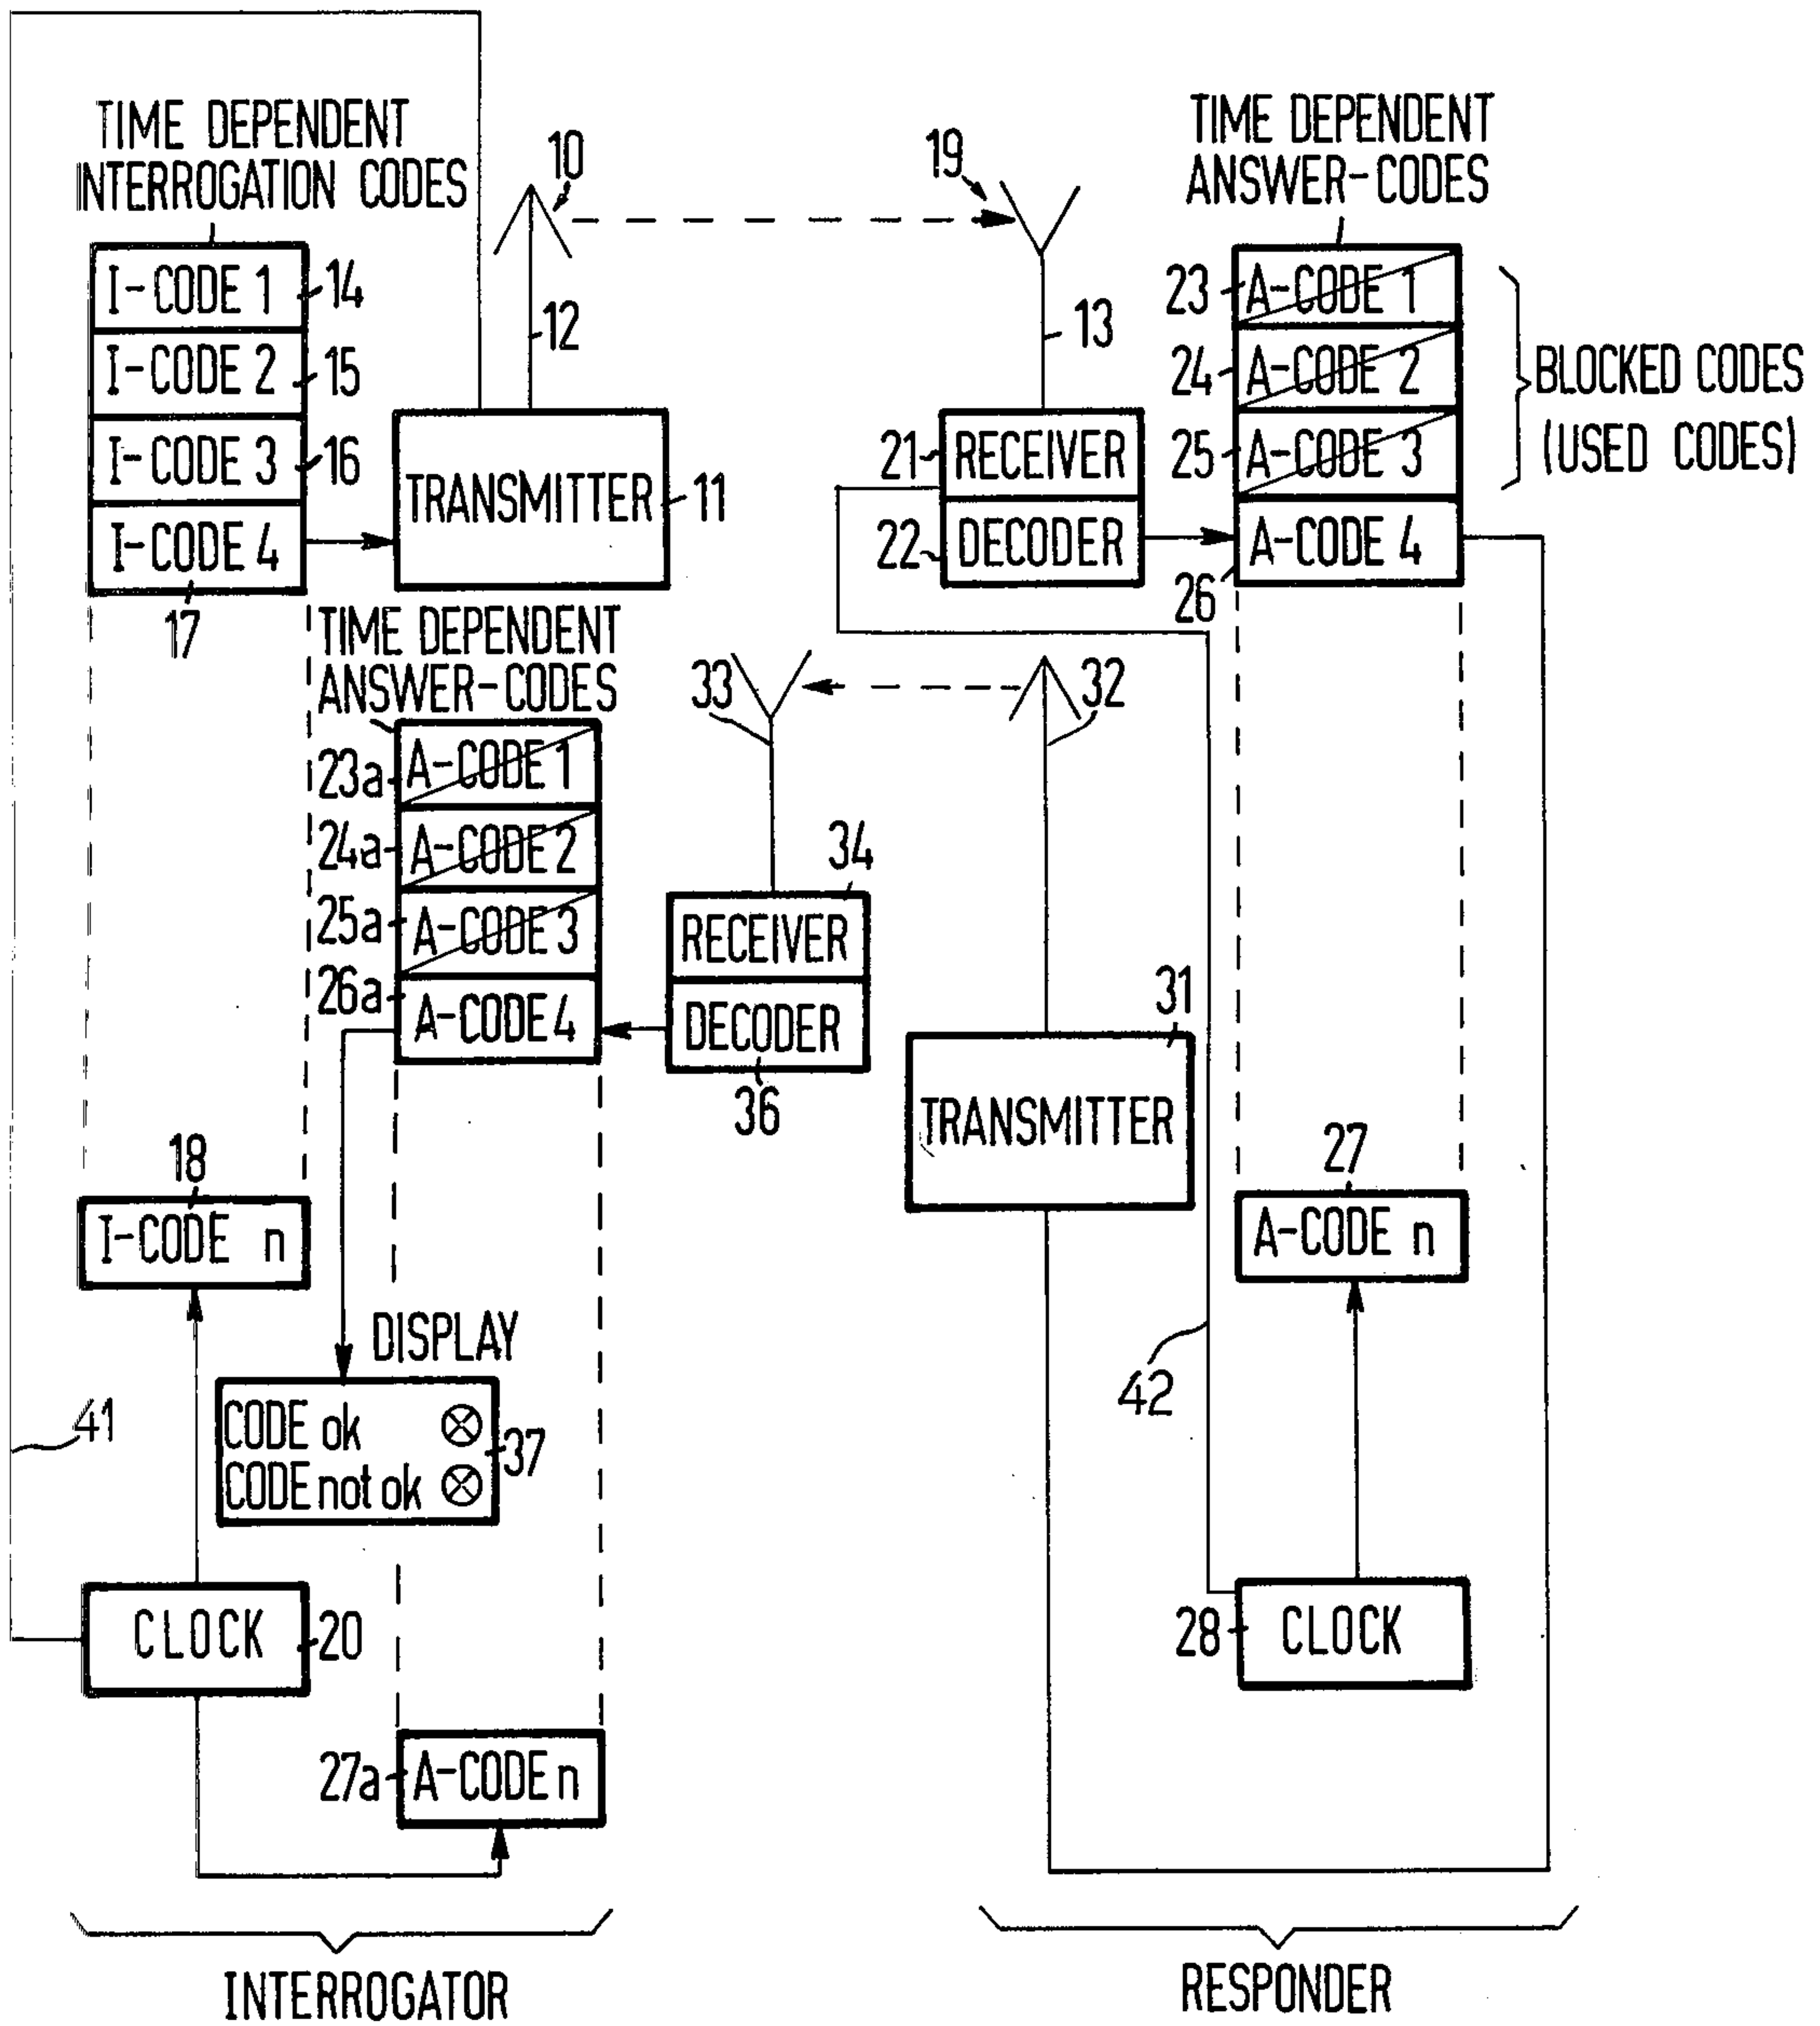 TIME DEPENDENT
INTERROGATION CODES
I-CODE 1
14
I-CODE 2
15
I-CODE 3
16
I-CODE 4
17
10
12
TRANSMITTER
11
19
13
21
RECEIVER
22
DECODER
TIME DEPENDENT
ANSWER-CODES
23
A-CODE 1
24
A-CODE 2
25
A-CODE 3
26
A-CODE 4
BLOCKED CODES
(USED CODES)
TIME DEPENDENT
ANSWER-CODES
23a
A-CODE 1
24a
A-CODE 2
25a
A-CODE 3
26a
A-CODE 4
33
32
34
RECEIVER
DECODER
36
31
TRANSMITTER
18
I-CODE n
27
A-CODE n
DISPLAY
CODE ok
CODE not ok
37
41
42
CLOCK
20
28
CLOCK
27a
A-CODE n
INTERROGATOR
RESPONDER